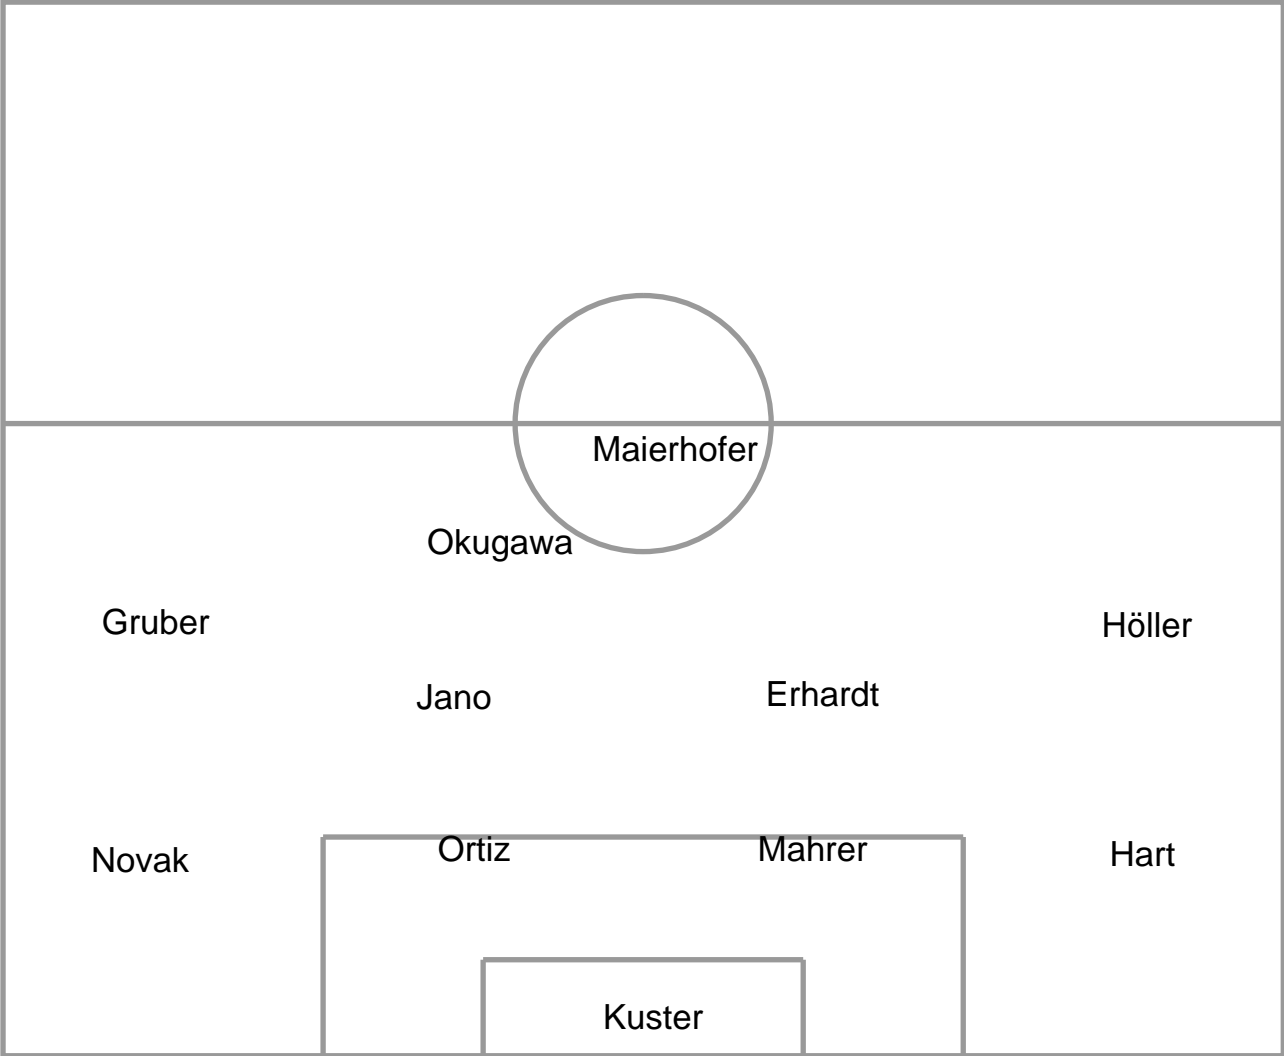 Maierhofer
Okugawa
Gruber
Höller
Jano
Erhardt
Novak
Ortiz
Mahrer
Hart
Kuster